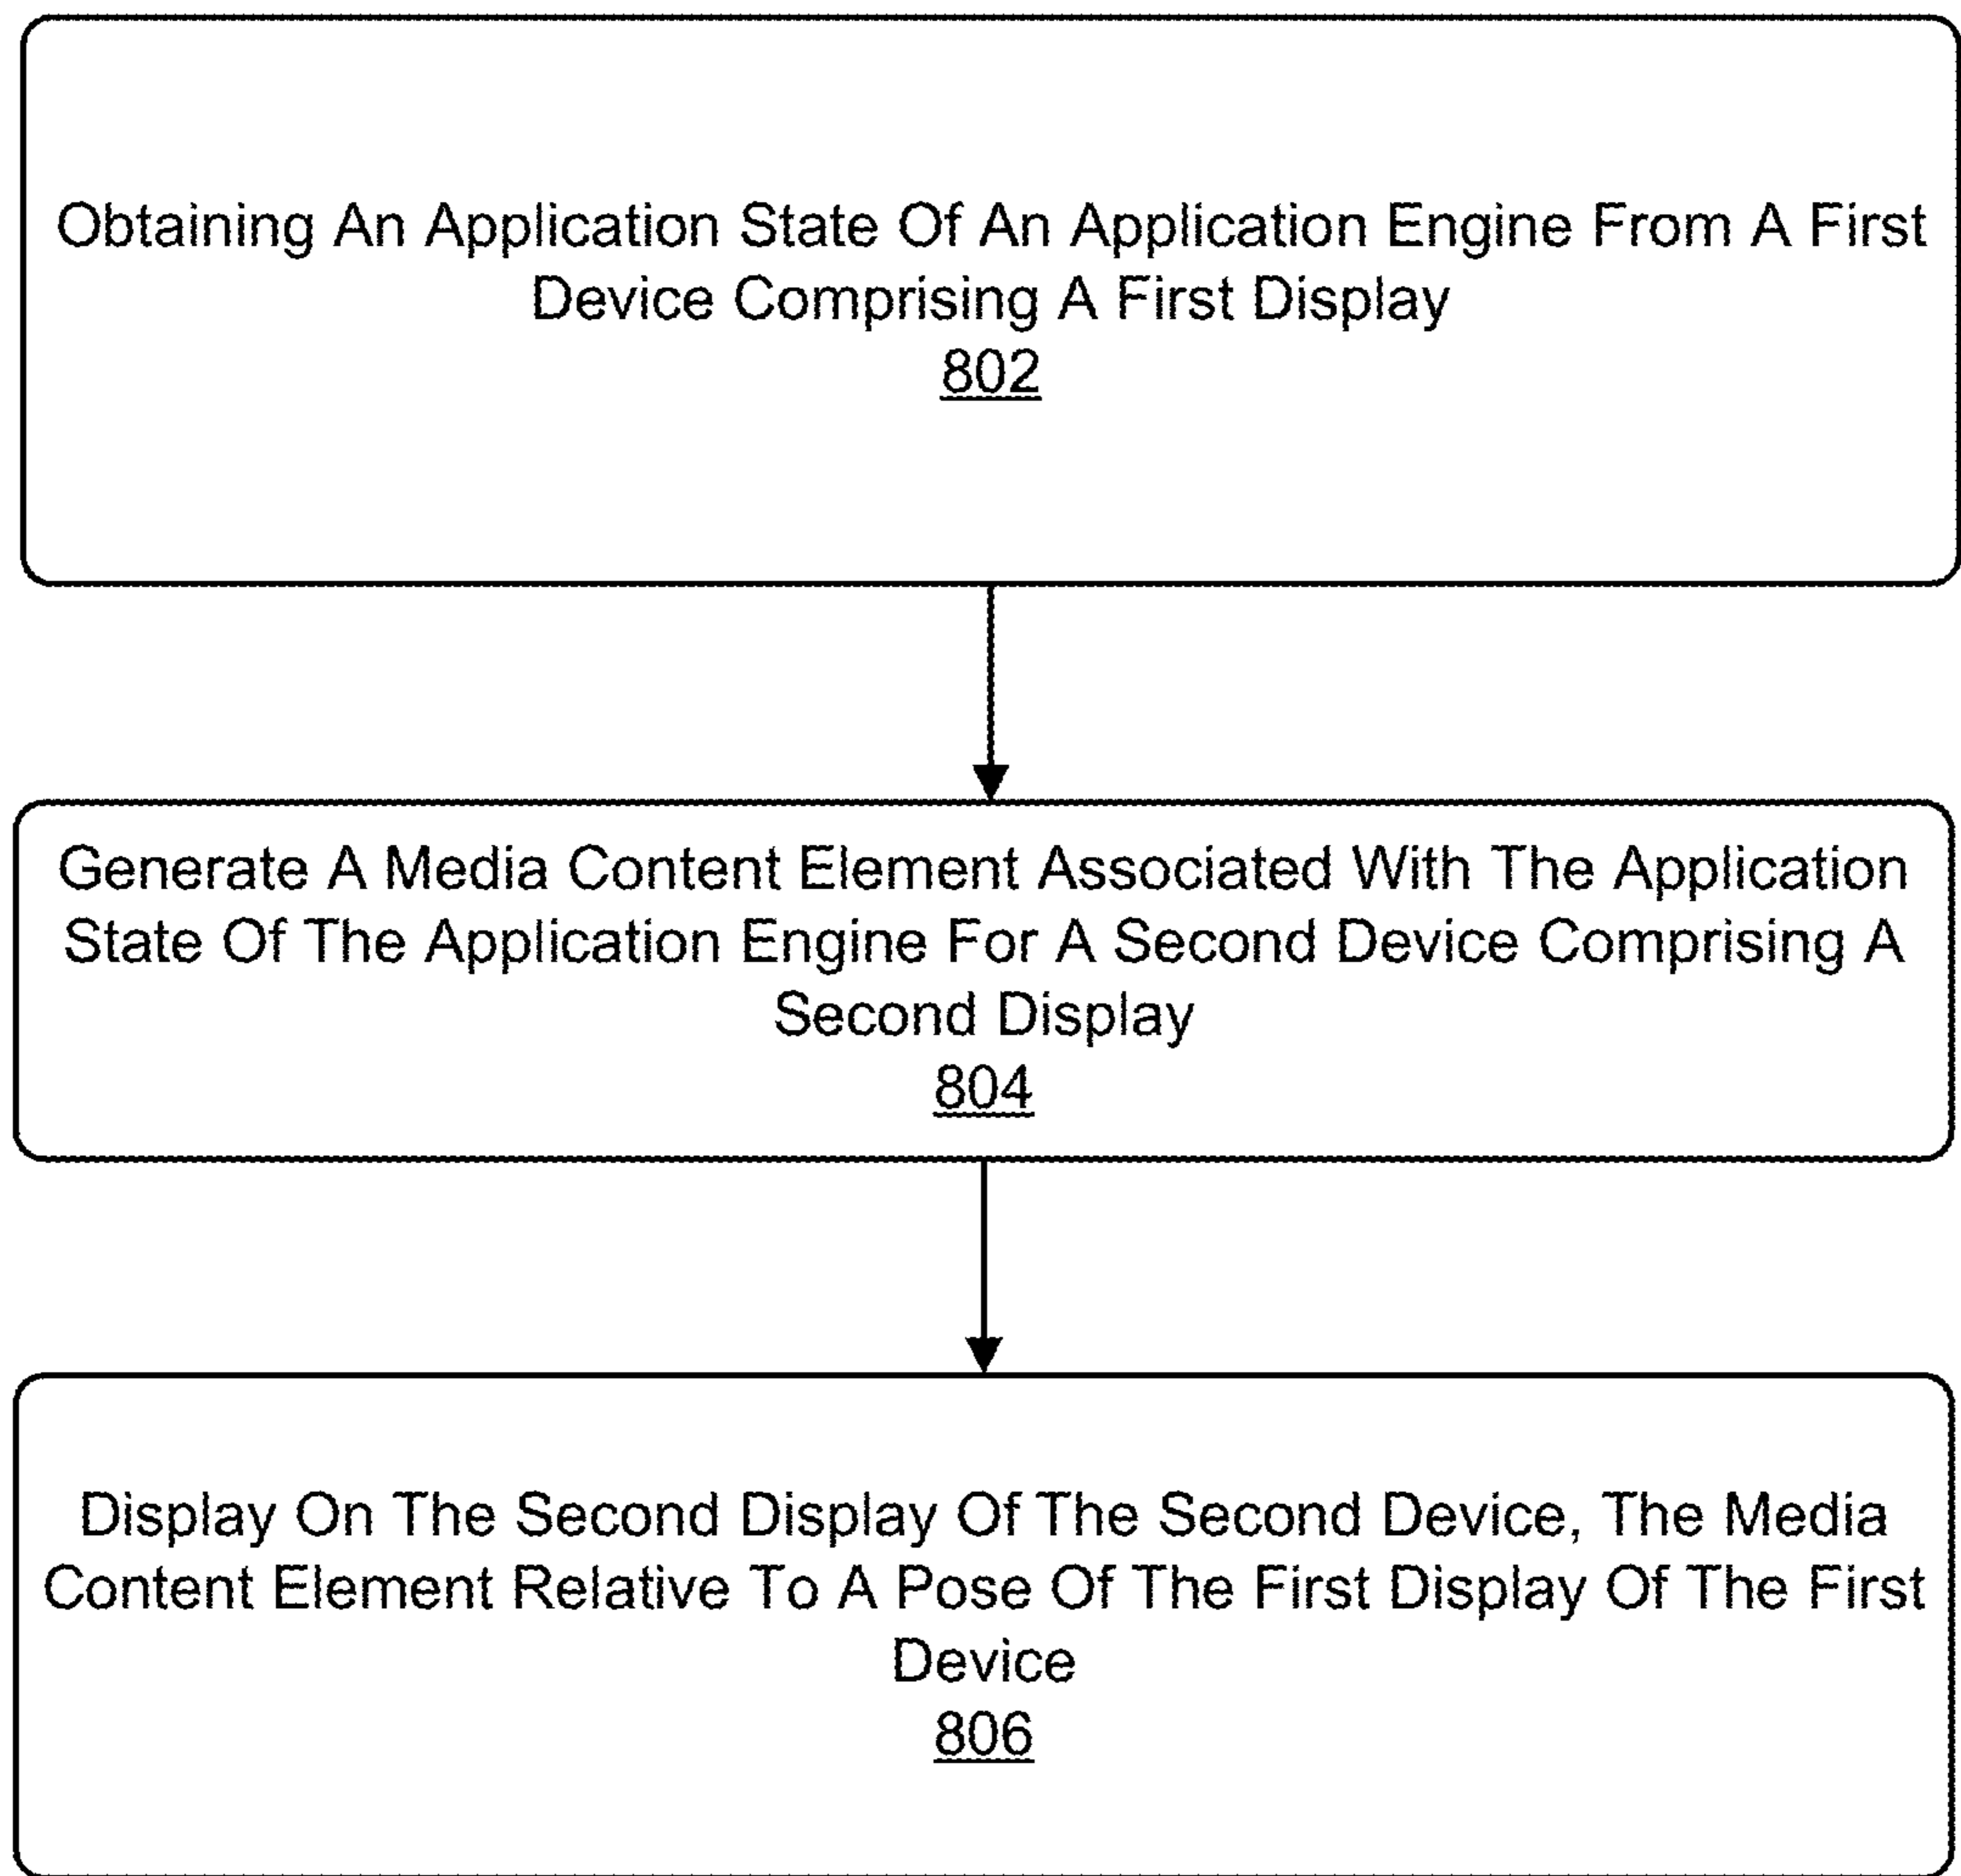 Obtaining An Application State Of An Application Engine From A First
Device Comprising A First Display
802
Generate A Media Content Element Associated With The Application
State Of The Application Engine For A Second Device Comprising A
Second Display
804
Display On The Second Display Of The Second Device, The Media
Content Element Relative To A Pose Of The First Display Of The First
Device
806